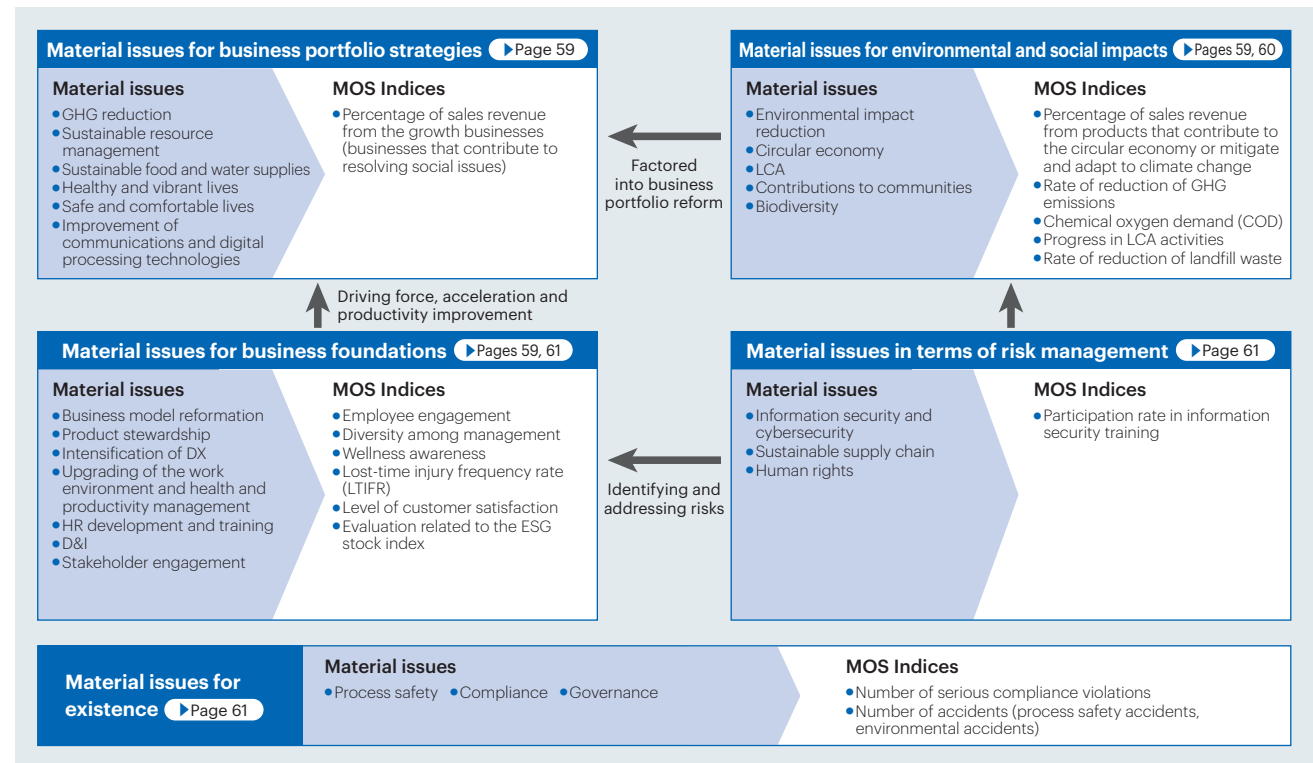 Material issues for business portfolio strategies ▶Page 59
Material issues
•GHG reduction
•Sustainable resource
management
•Sustainable food and water supplies
•Healthy and vibrant lives
•Safe and comfortable lives
•Improvement of
communications and digital
processing technologies
MOS Indices
•Percentage of sales revenue
from the growth businesses
(businesses that contribute to
resolving social issues)
Factored
into business
portfolio reform
Material issues for environmental and social impacts ▶Pages 59, 60
Material issues
•Environmental impact
reduction
•Circular economy
•LCA
•Contributions to communities
•Biodiversity
MOS Indices
•Percentage of sales revenue
from products that contribute to
the circular economy or mitigate
and adapt to climate change
•Rate of reduction of GHG
emissions
•Chemical oxygen demand (COD)
•Progress in LCA activities
•Rate of reduction of landfill waste
Driving force, acceleration and
productivity improvement
Material issues for business foundations ▶Pages 59, 61
Material issues
•Business model reformation
•Product stewardship
•Intensification of DX
•Upgrading of the work
environment and health and
productivity management
•HR development and training
•D&I
•Stakeholder engagement
MOS Indices
•Employee engagement
•Diversity among management
•Wellness awareness
•Lost-time injury frequency rate
(LTIFR)
•Level of customer satisfaction
•Evaluation related to the ESG
stock index
Identifying and
addressing risks
Material issues in terms of risk management ▶Page 61
Material issues
•Information security and
cybersecurity
•Sustainable supply chain
•Human rights
MOS Indices
•Participation rate in information
security training
Material issues for
existence ▶Page 61
Material issues
•Process safety •Compliance •Governance
MOS Indices
•Number of serious compliance violations
•Number of accidents (process safety accidents,
environmental accidents)